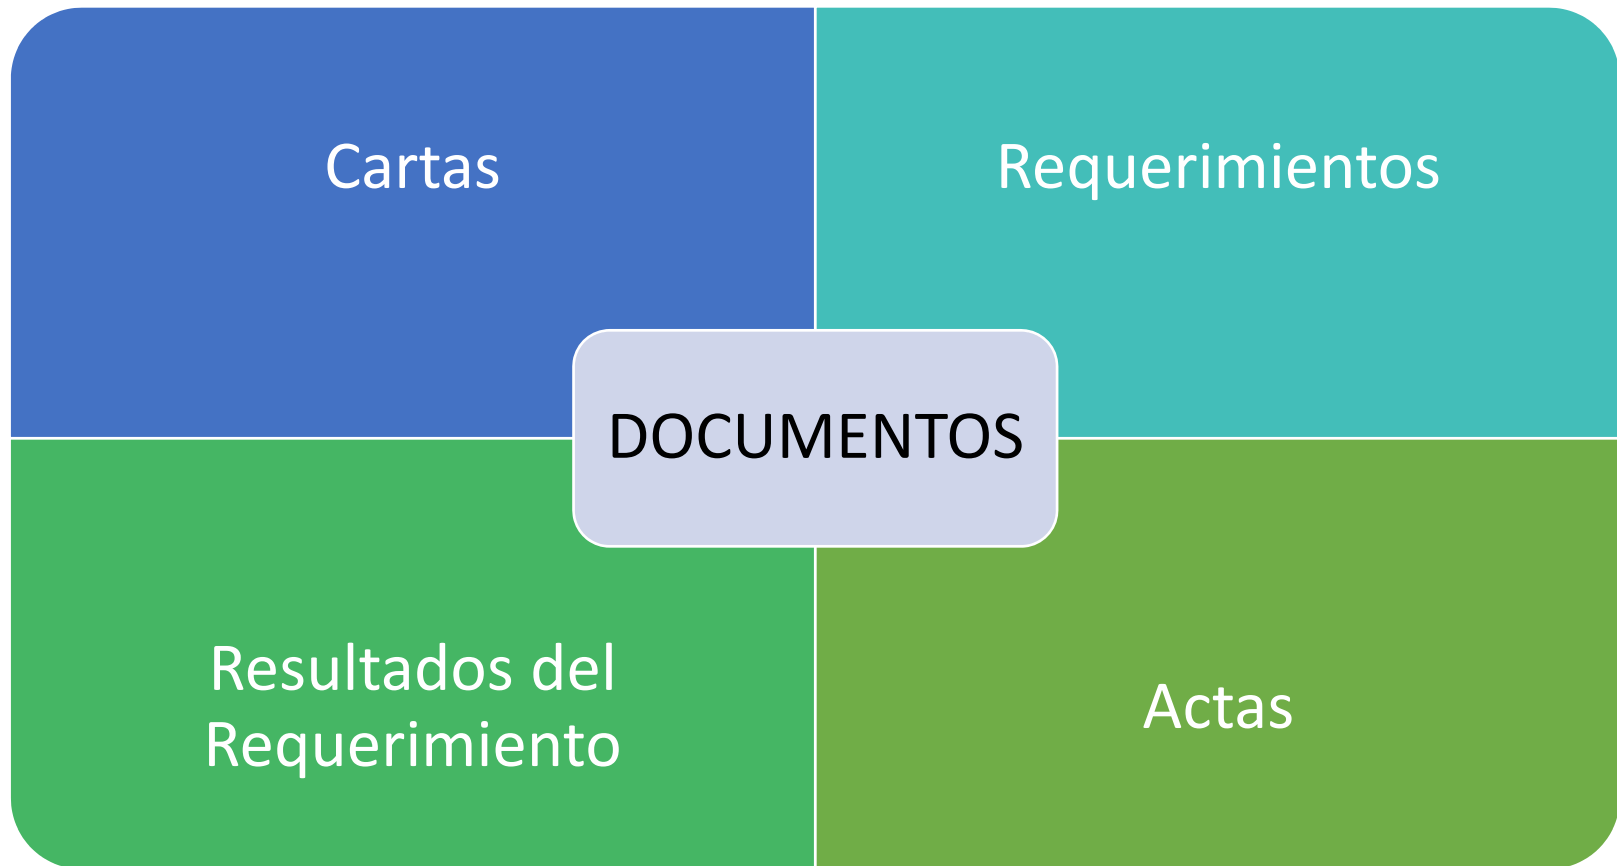 Cartas
Requerimientos
DOCUMENTOS
Resultados del
Requerimiento
Actas